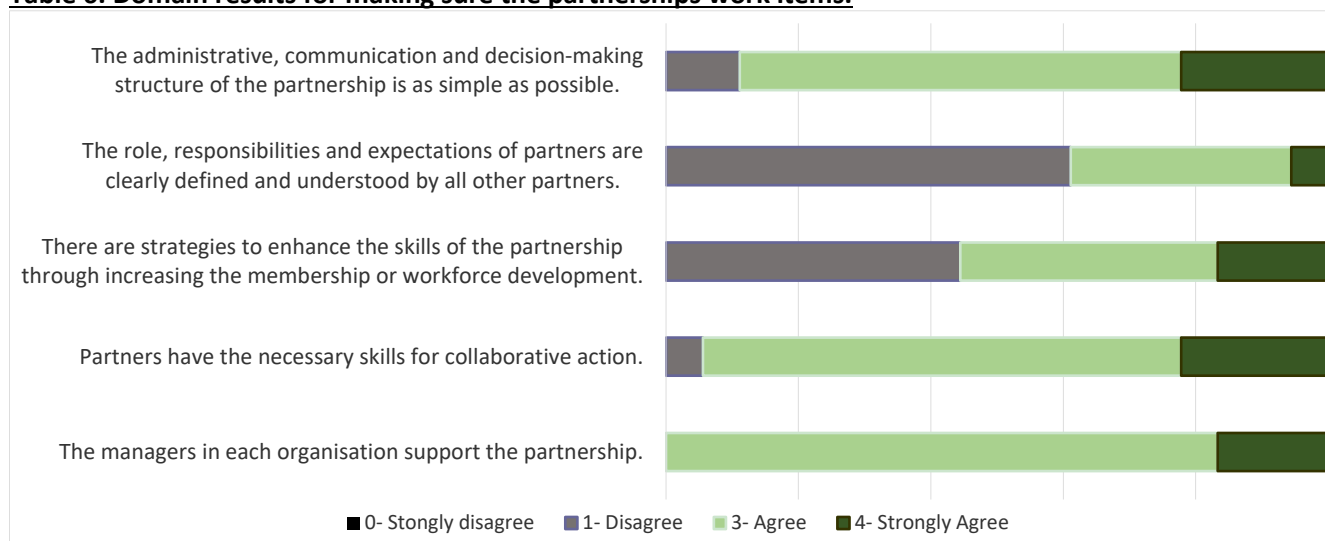 Table 6. Domain results for making sure the partnerships work items.
The administrative, communication and decision-making
structure of the partnership is as simple as possible.
The role, responsibilities and expectations of partners are
clearly defined and understood by all other partners.
There are strategies to enhance the skills of the partnership
through increasing the membership or workforce development.
Partners have the necessary skills for collaborative action.
The managers in each organisation support the partnership.
0- Stongly disagree 1- Disagree 3- Agree 4- Strongly Agree